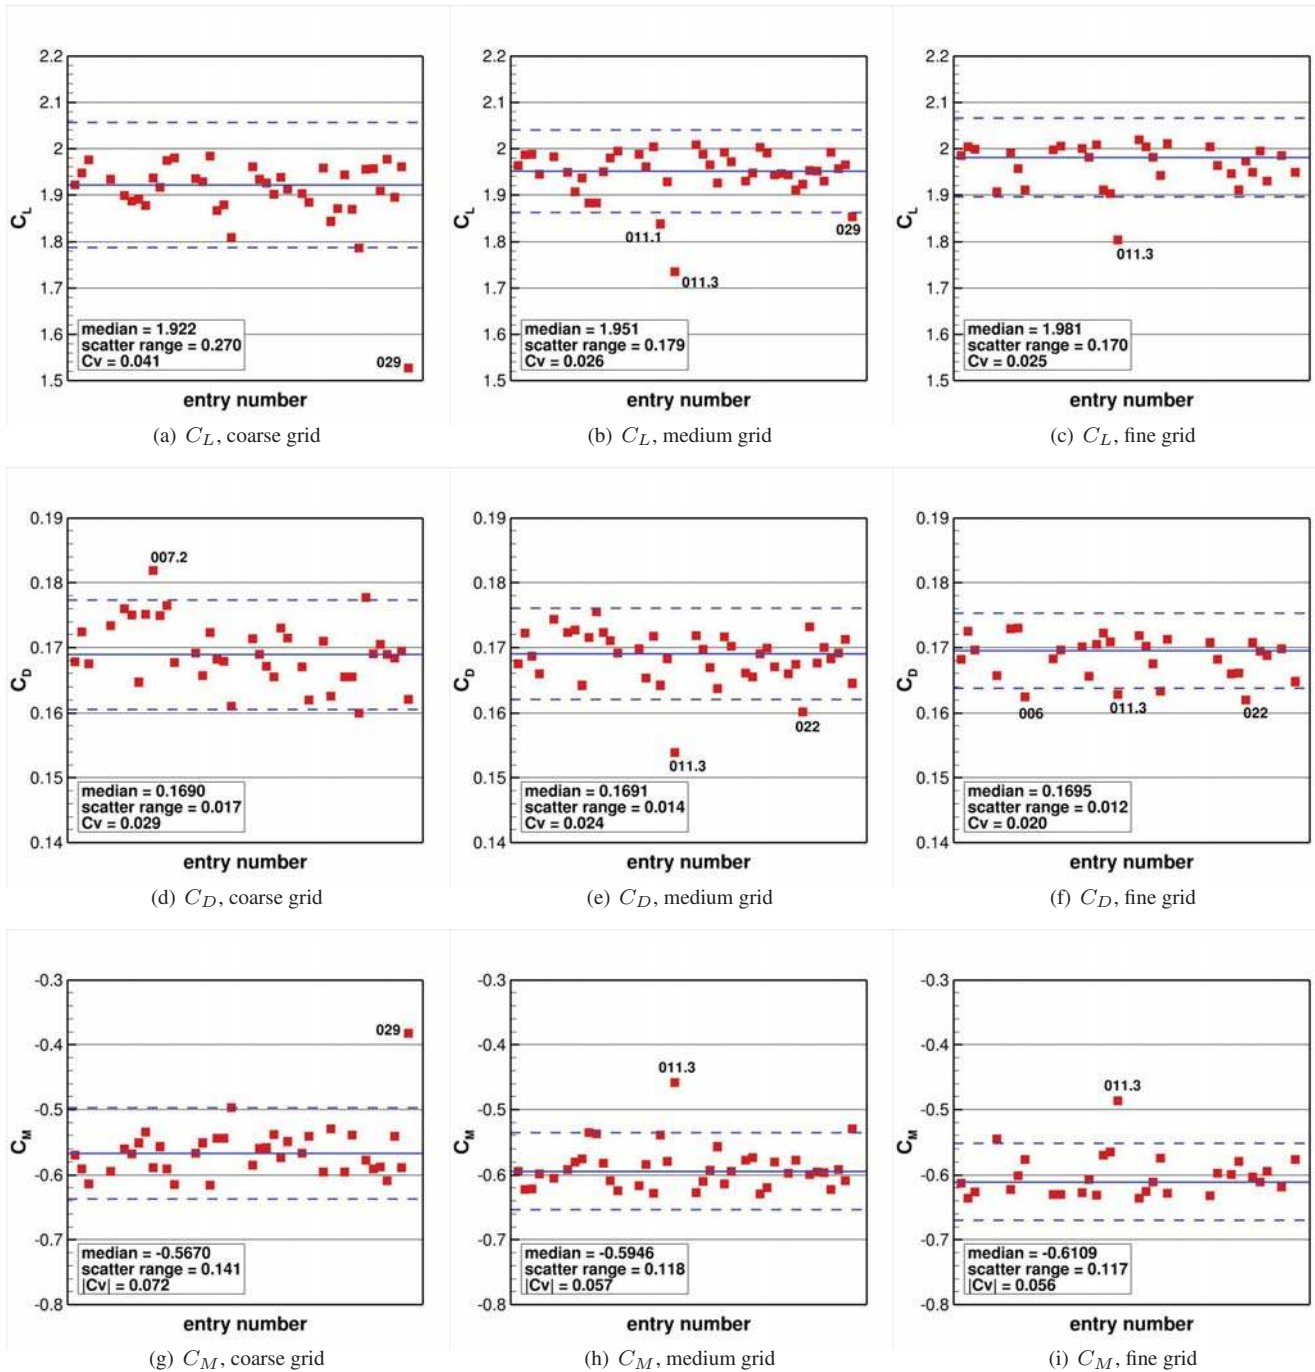 2.2
2.1
2
1.9
1.8
1.7
1.6
1.5
C_L
029
median = 1.922
scatter range = 0.270
Cv = 0.041
entry number
(a) C_L, coarse grid
2.2
2.1
2
1.9
1.8
1.7
1.6
1.5
C_L
011.1
029
011.3
median = 1.951
scatter range = 0.179
Cv = 0.026
entry number
(b) C_L, medium grid
2.2
2.1
2
1.9
1.8
1.7
1.6
1.5
C_L
011.3
median = 1.981
scatter range = 0.170
Cv = 0.025
entry number
(c) C_L, fine grid
0.19
0.18
0.17
0.16
0.15
0.14
C_D
007.2
median = 0.1690
scatter range = 0.017
Cv = 0.029
entry number
(d) C_D, coarse grid
0.19
0.18
0.17
0.16
0.15
0.14
C_D
022
011.3
median = 0.1691
scatter range = 0.014
Cv = 0.024
entry number
(e) C_D, medium grid
0.19
0.18
0.17
0.16
0.15
0.14
C_D
006
011.3
022
median = 0.1695
scatter range = 0.012
Cv = 0.020
entry number
(f) C_D, fine grid
-0.3
-0.4
-0.5
-0.6
-0.7
-0.8
C_M
029
median = -0.5670
scatter range = 0.141
|Cv| = 0.072
entry number
(g) C_M, coarse grid
-0.3
-0.4
-0.5
-0.6
-0.7
-0.8
C_M
011.3
median = -0.5946
scatter range = 0.118
|Cv| = 0.057
entry number
(h) C_M, medium grid
-0.3
-0.4
-0.5
-0.6
-0.7
-0.8
C_M
011.3
median = -0.6109
scatter range = 0.117
|Cv| = 0.056
entry number
(i) C_M, fine grid